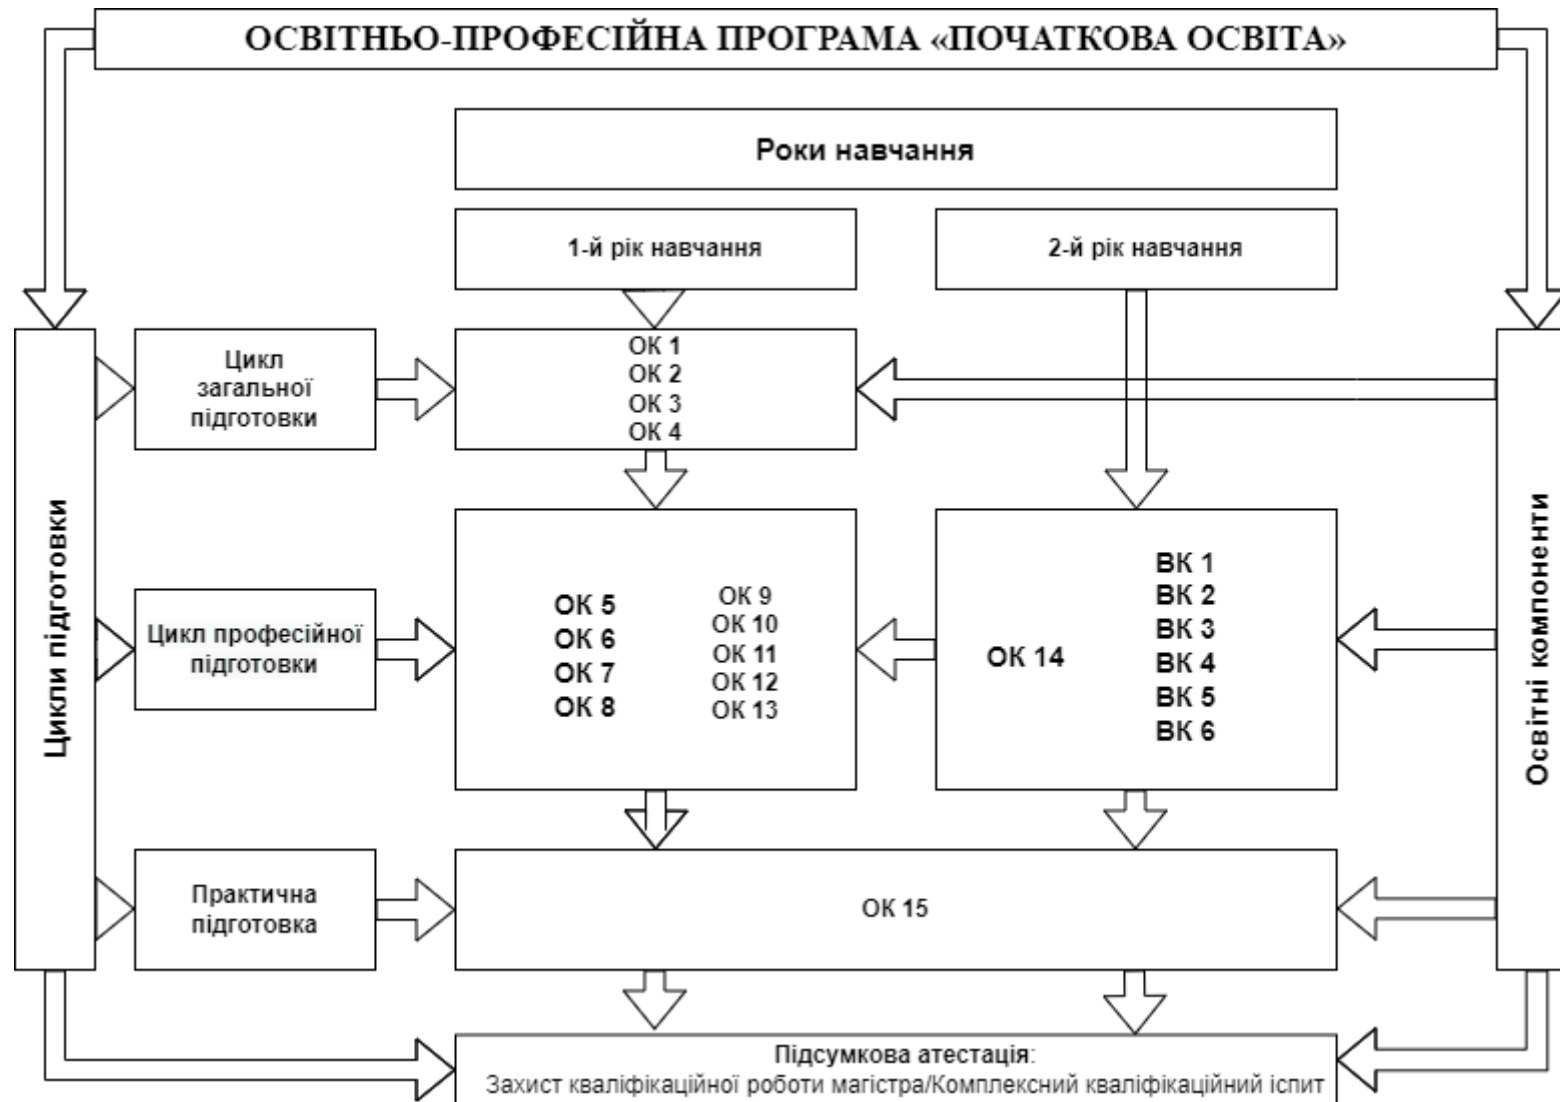 ОСВІТНЬО-ПРОФЕСІЙНА ПРОГРАМА «ПОЧАТКОВА ОСВІТА»
Роки навчання
1-й рік навчання
2-й рік навчання
Цикли підготовки
Цикл
загальної
підготовки
ОК 1
ОК 2
ОК 3
ОК 4
Цикл професійної
підготовки
ОК 5
ОК 6
ОК 7
ОК 8
ОК 9
ОК 10
ОК 11
ОК 12
ОК 13
ОК 14
ВК 1
ВК 2
ВК 3
ВК 4
ВК 5
ВК 6
Освітні компоненти
Практична
підготовка
ОК 15
Підсумкова атестація:
Захист кваліфікаційної роботи магістра/Комплексний кваліфікаційний іспит